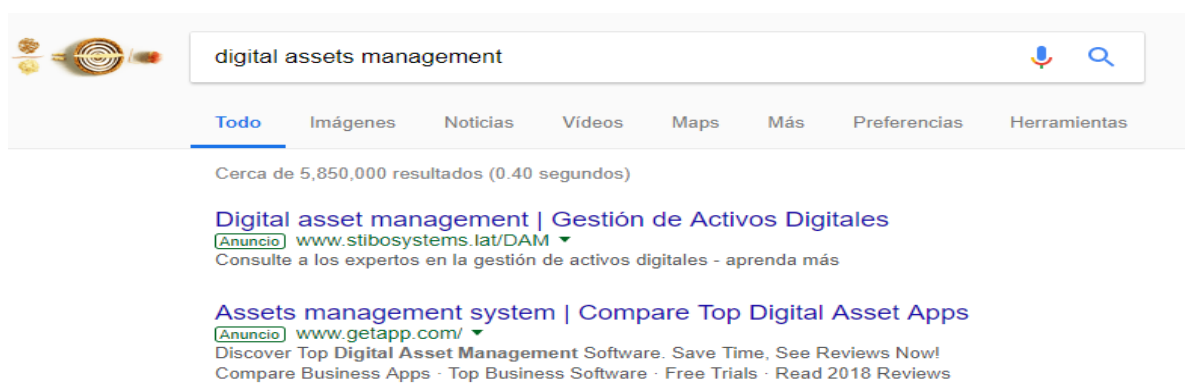 digital assets management
Todo Imágenes Noticias Vídeos Maps Más Preferencias Herramientas
Cerca de 5,850,000 resultados (0.40 segundos)
Digital asset management | Gestión de Activos Digitales
Anuncio www.stibosystems.lat/DAM
Consulte a los expertos en la gestión de activos digitales - aprenda más
Assets management system | Compare Top Digital Asset Apps
Anuncio www.getapp.com/
Discover Top Digital Asset Management Software. Save Time, See Reviews Now!
Compare Business Apps · Top Business Software · Free Trials · Read 2018 Reviews